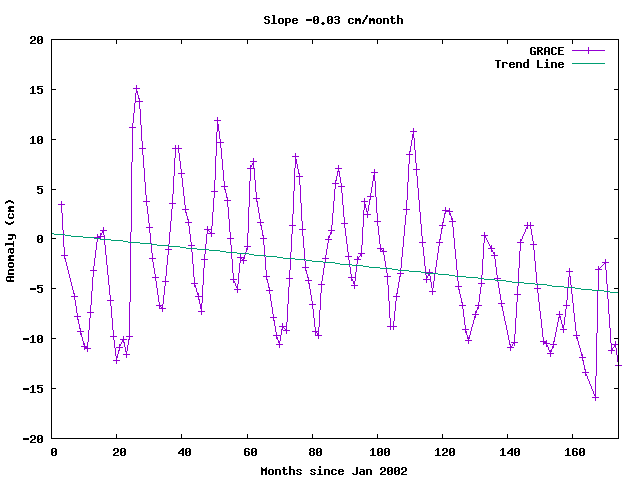 Slope -0.03 cm/month
GRACE
Trend Line
20
15
10
5
0
-5
-10
-15
-20
Anomaly (cm)
0 20 40 60 80 100 120 140 160
Months since Jan 2002